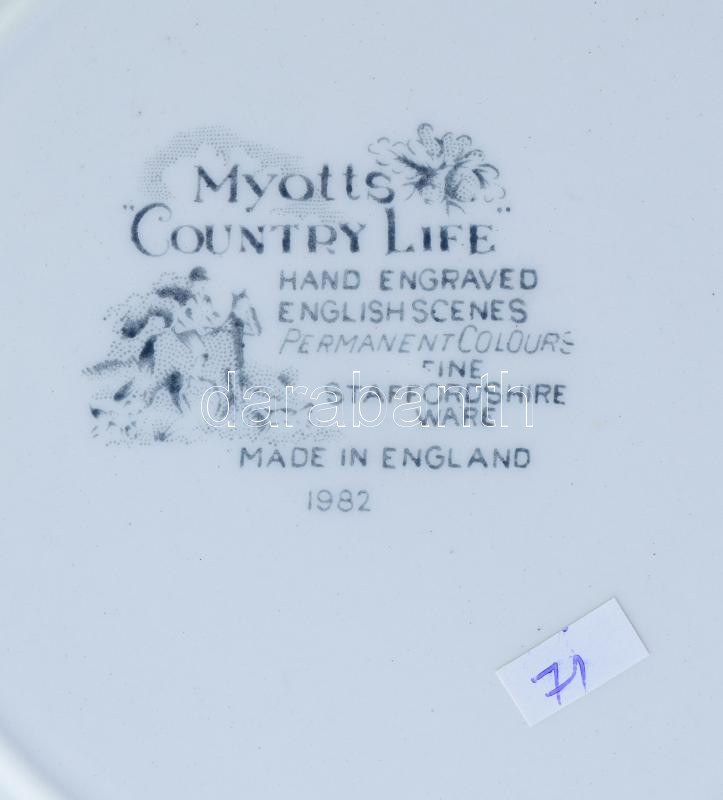 Myotts
"COUNTRY LIFE"
HAND ENGRAVED
ENGLISH SCENES
PERMANENT COLOURS
FINE
STAFFORDSHIRE
WARE
MADE IN ENGLAND
1982
darabanth
71